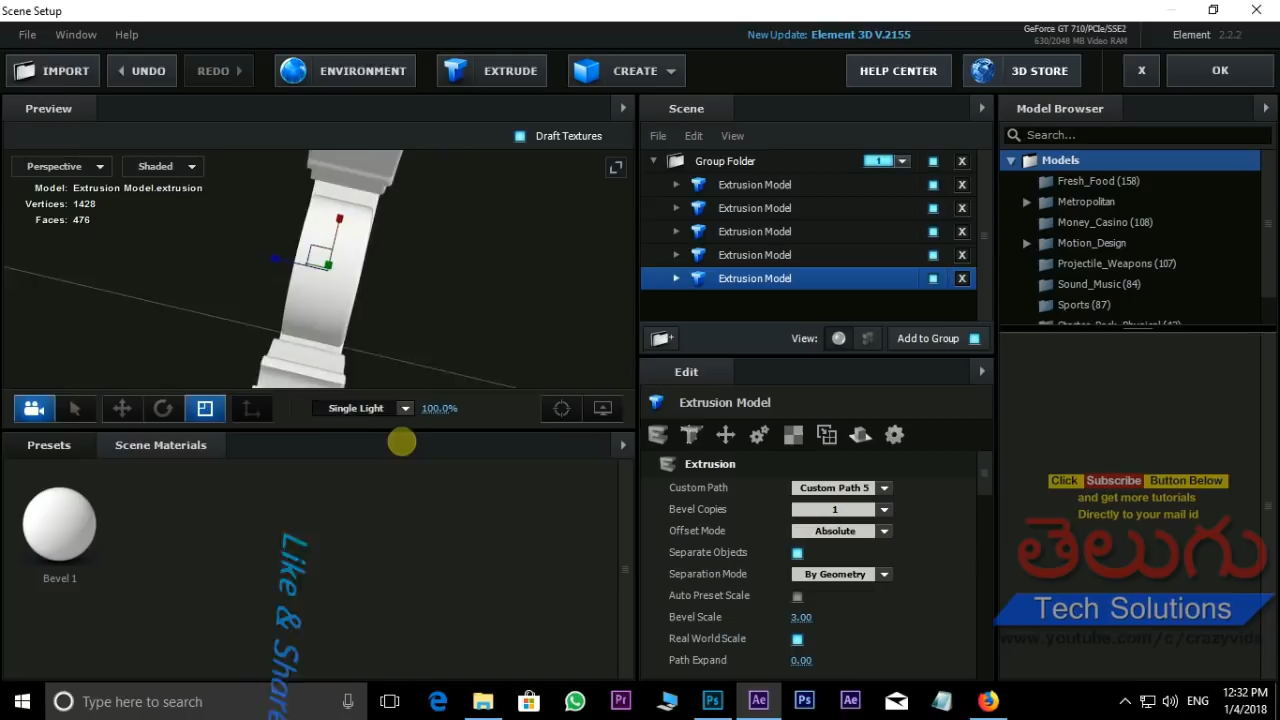 Scene Setup
File Window Help
New Update: Element 3D V.2155
GeForce GT 710/PCIe/SSE2
630/2048 MB Video RAM
Element 2.2.2
IMPORT UNDO REDO ENVIRONMENT EXTRUDE CREATE HELP CENTER 3D STORE X OK
Preview
Draft Textures
Perspective Shaded
Model: Extrusion Model.extrusion
Vertices: 1428
Faces: 476
Single Light 100.0%
Presets Scene Materials
Bevel 1
Like & Share
Scene
File Edit View
Group Folder 1 X
Extrusion Model X
Extrusion Model X
Extrusion Model X
Extrusion Model X
Extrusion Model X
View: Add to Group
Edit
Extrusion Model
Extrusion
Custom Path Custom Path 5
Bevel Copies 1
Offset Mode Absolute
Separate Objects
Separation Mode By Geometry
Auto Preset Scale
Bevel Scale 3.00
Real World Scale
Path Expand 0.00
Model Browser
Search...
Models
Fresh_Food (158)
Metropolitan
Money_Casino (108)
Motion_Design
Projectile_Weapons (107)
Sound_Music (84)
Sports (87)
Click Subscribe Button Below
and get more tutorials
Directly to your mail id
తెలుగు
Tech Solutions
www.youtube.com/c/crazyvids
Type here to search
ENG
12:32 PM
1/4/2018